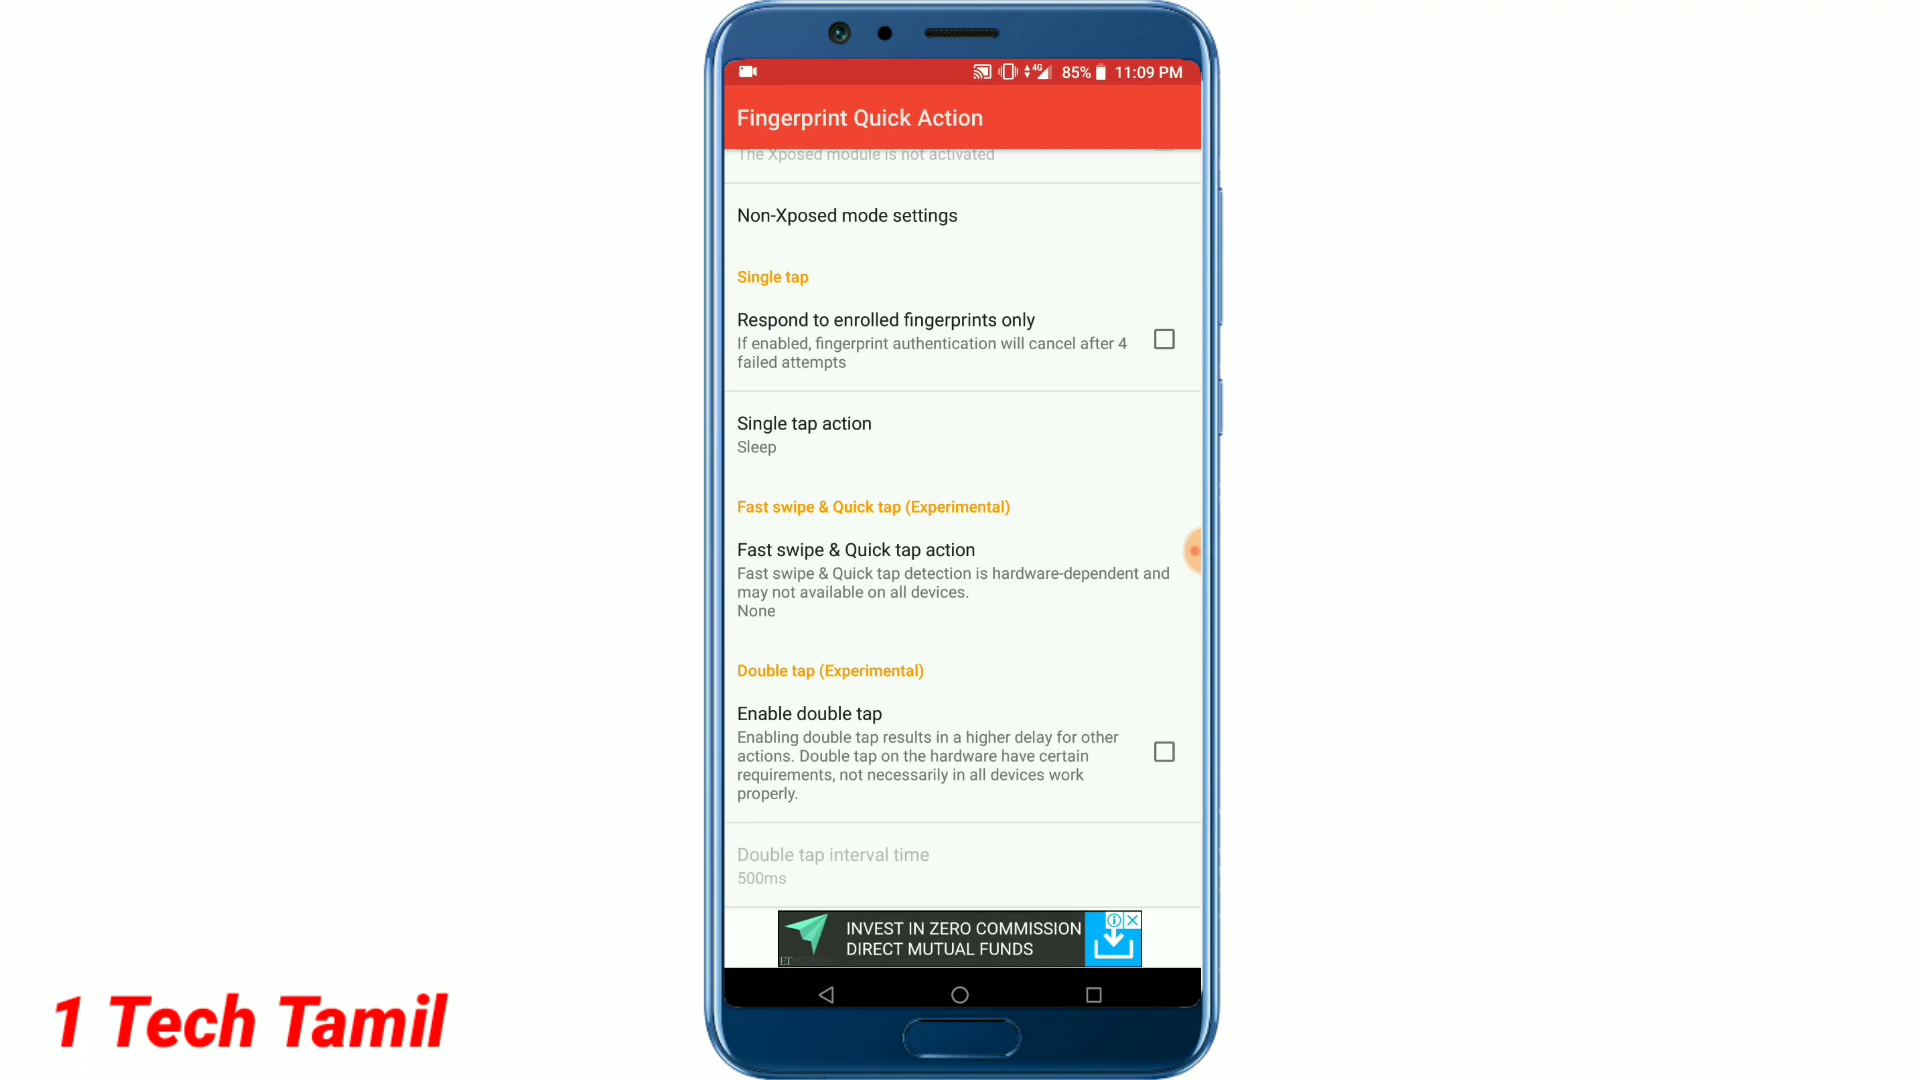 4G 85% 11:09 PM
Fingerprint Quick Action
The Xposed module is not activated
Non-Xposed mode settings
Single tap
Respond to enrolled fingerprints only
If enabled, fingerprint authentication will cancel after 4
failed attempts
Single tap action
Sleep
Fast swipe & Quick tap (Experimental)
Fast swipe & Quick tap action
Fast swipe & Quick tap detection is hardware-dependent and
may not available on all devices.
None
Double tap (Experimental)
Enable double tap
Enabling double tap results in a higher delay for other
actions. Double tap on the hardware have certain
requirements, not necessarily in all devices work
properly.
Double tap interval time
500ms
INVEST IN ZERO COMMISSION
DIRECT MUTUAL FUNDS
ETMONEY
1 Tech Tamil